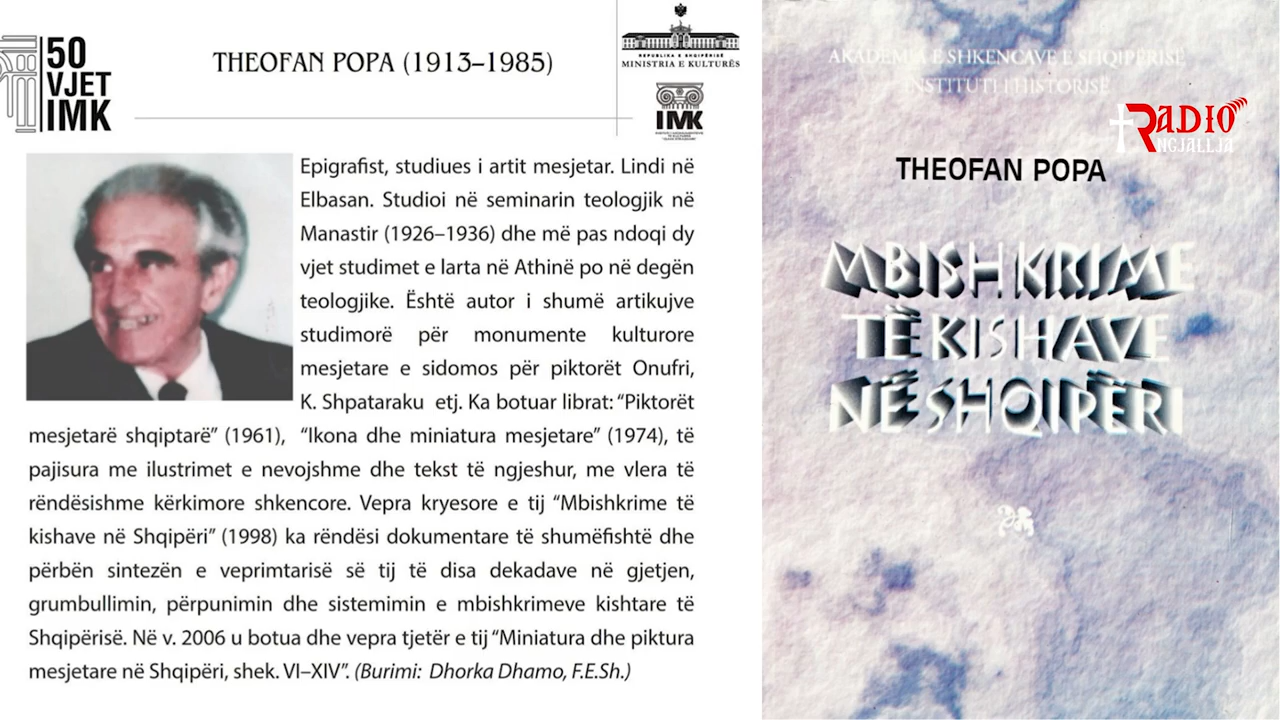 50
VJET
IMK
THEOFAN POPA (1913–1985)
REPUBLIKA E SHQIPËRISË
MINISTRIA E KULTURËS
IMK
Epigrafist, studiues i artit mesjetar. Lindi në
Elbasan. Studioi në seminarin teologjik në
Manastir (1926–1936) dhe më pas ndoqi dy
vjet studimet e larta në Athinë po në degën
teologjike. Është autor i shumë artikujve
studimorë për monumente kulturore
mesjetare e sidomos për piktorët Onufri,
K. Shpataraku etj. Ka botuar librat: “Piktorët
mesjetarë shqiptarë” (1961), “Ikona dhe miniatura mesjetare” (1974), të
pajisura me ilustrimet e nevojshme dhe tekst të ngjeshur, me vlera të
rëndësishme kërkimore shkencore. Vepra kryesore e tij “Mbishkrime të
kishave në Shqipëri” (1998) ka rëndësi dokumentare të shumëfishtë dhe
përbën sintezën e veprimtarisë së tij të disa dekadave në gjetjen,
grumbullimin, përpunimin dhe sistemimin e mbishkrimeve kishtare të
Shqipërisë. Në v. 2006 u botua dhe vepra tjetër e tij “Miniatura dhe piktura
mesjetare në Shqipëri, shek. VI–XIV”. (Burimi: Dhorka Dhamo, F.E.Sh.)
AKADEMIA E SHKENCAVE E SHQIPËRISË
INSTITUTI I HISTORISË
RADIO
NGJALLJA
THEOFAN POPA
MBISHKRIME
TË KISHAVE
NË SHQIPËRI